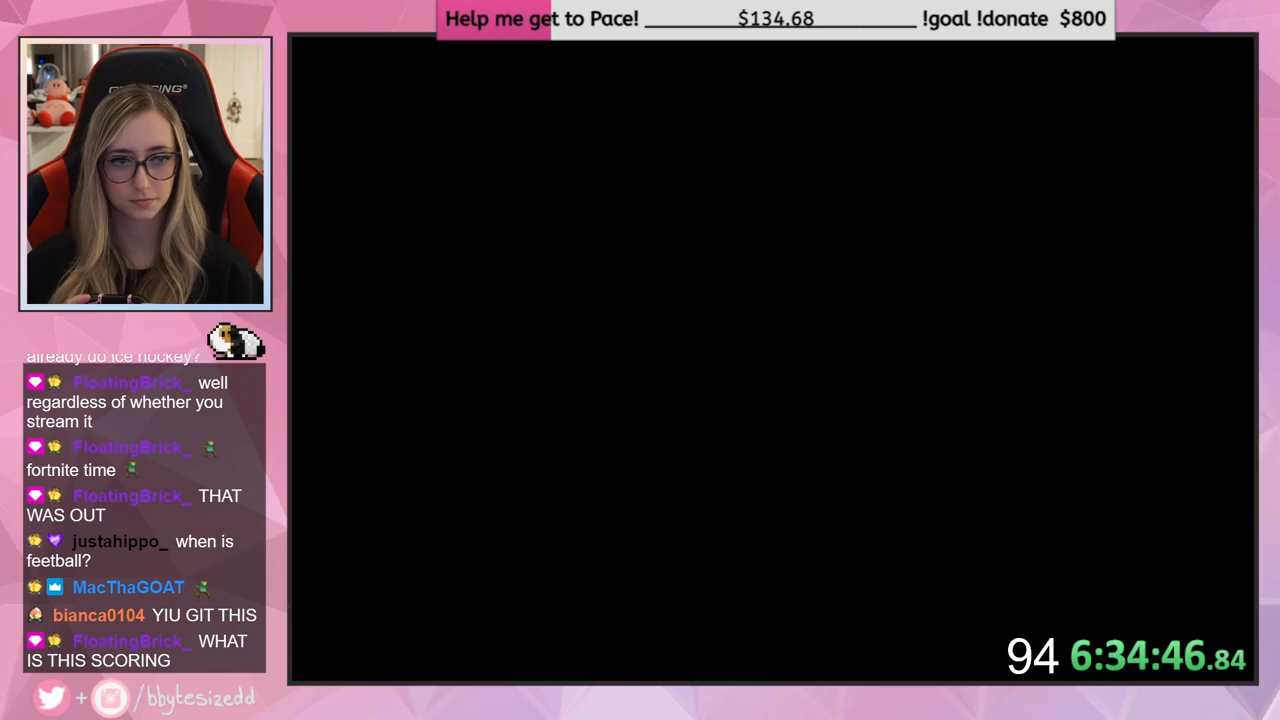 Help me get to Pace! ______________ $134.68 ______________ !goal !donate $800
already do ice hockey?
FloatingBrick_ well
regardless of whether you
stream it
FloatingBrick_
fortnite time
FloatingBrick_ THAT
WAS OUT
justahippo_ when is
feetball?
MacThaGOAT
bianca0104 YIU GIT THIS
FloatingBrick_ WHAT
IS THIS SCORING
+ /bbytesizedd
94 6:34:46.84